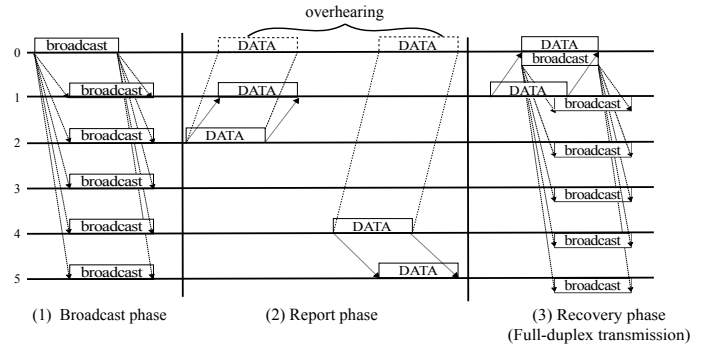 overhearing
0 broadcast DATA DATA DATA
broadcast
1 broadcast DATA DATA broadcast
2 broadcast DATA broadcast
3 broadcast broadcast
4 broadcast DATA broadcast
5 broadcast DATA broadcast
(1) Broadcast phase (2) Report phase (3) Recovery phase
(Full-duplex transmission)